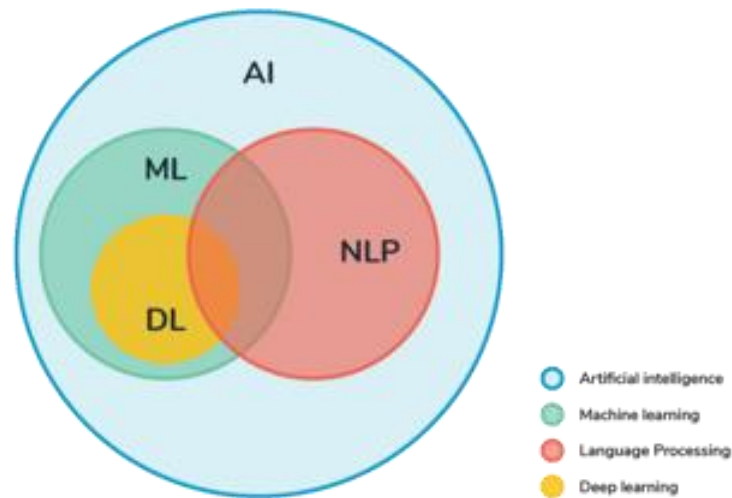 AI
ML
NLP
DL
Artificial intelligence
Machine learning
Language Processing
Deep learning